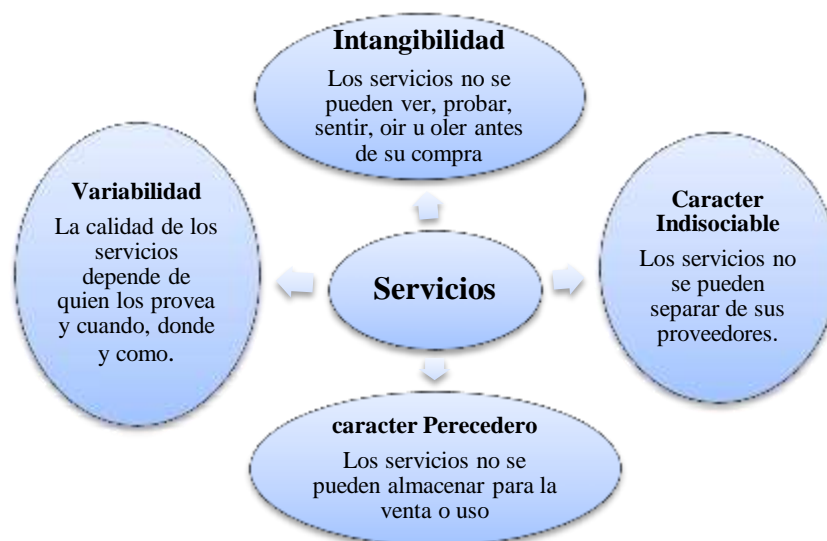 Intangibilidad
Los servicios no se
pueden ver, probar,
sentir, oir u oler antes
de su compra
Variabilidad
La calidad de los
servicios
depende de
quien los provea
y cuando, donde
y como.
Servicios
Caracter
Indisociable
Los servicios no
se pueden
separar de sus
proveedores.
caracter Perecedero
Los servicios no se
pueden almacenar para la
venta o uso